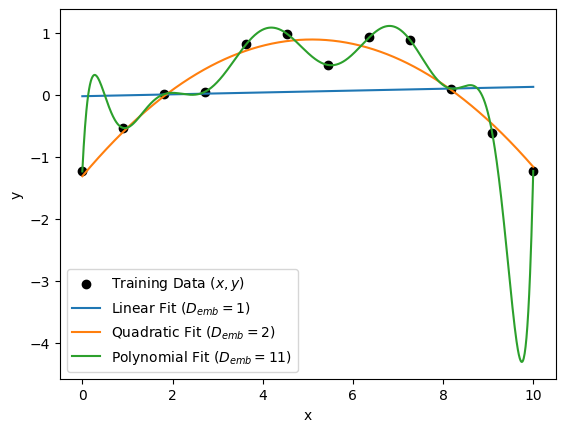 1
0
−1
−2
−3
−4
y
Training Data (x, y)
Linear Fit (D_emb = 1)
Quadratic Fit (D_emb = 2)
Polynomial Fit (D_emb = 11)
0 2 4 6 8 10
x